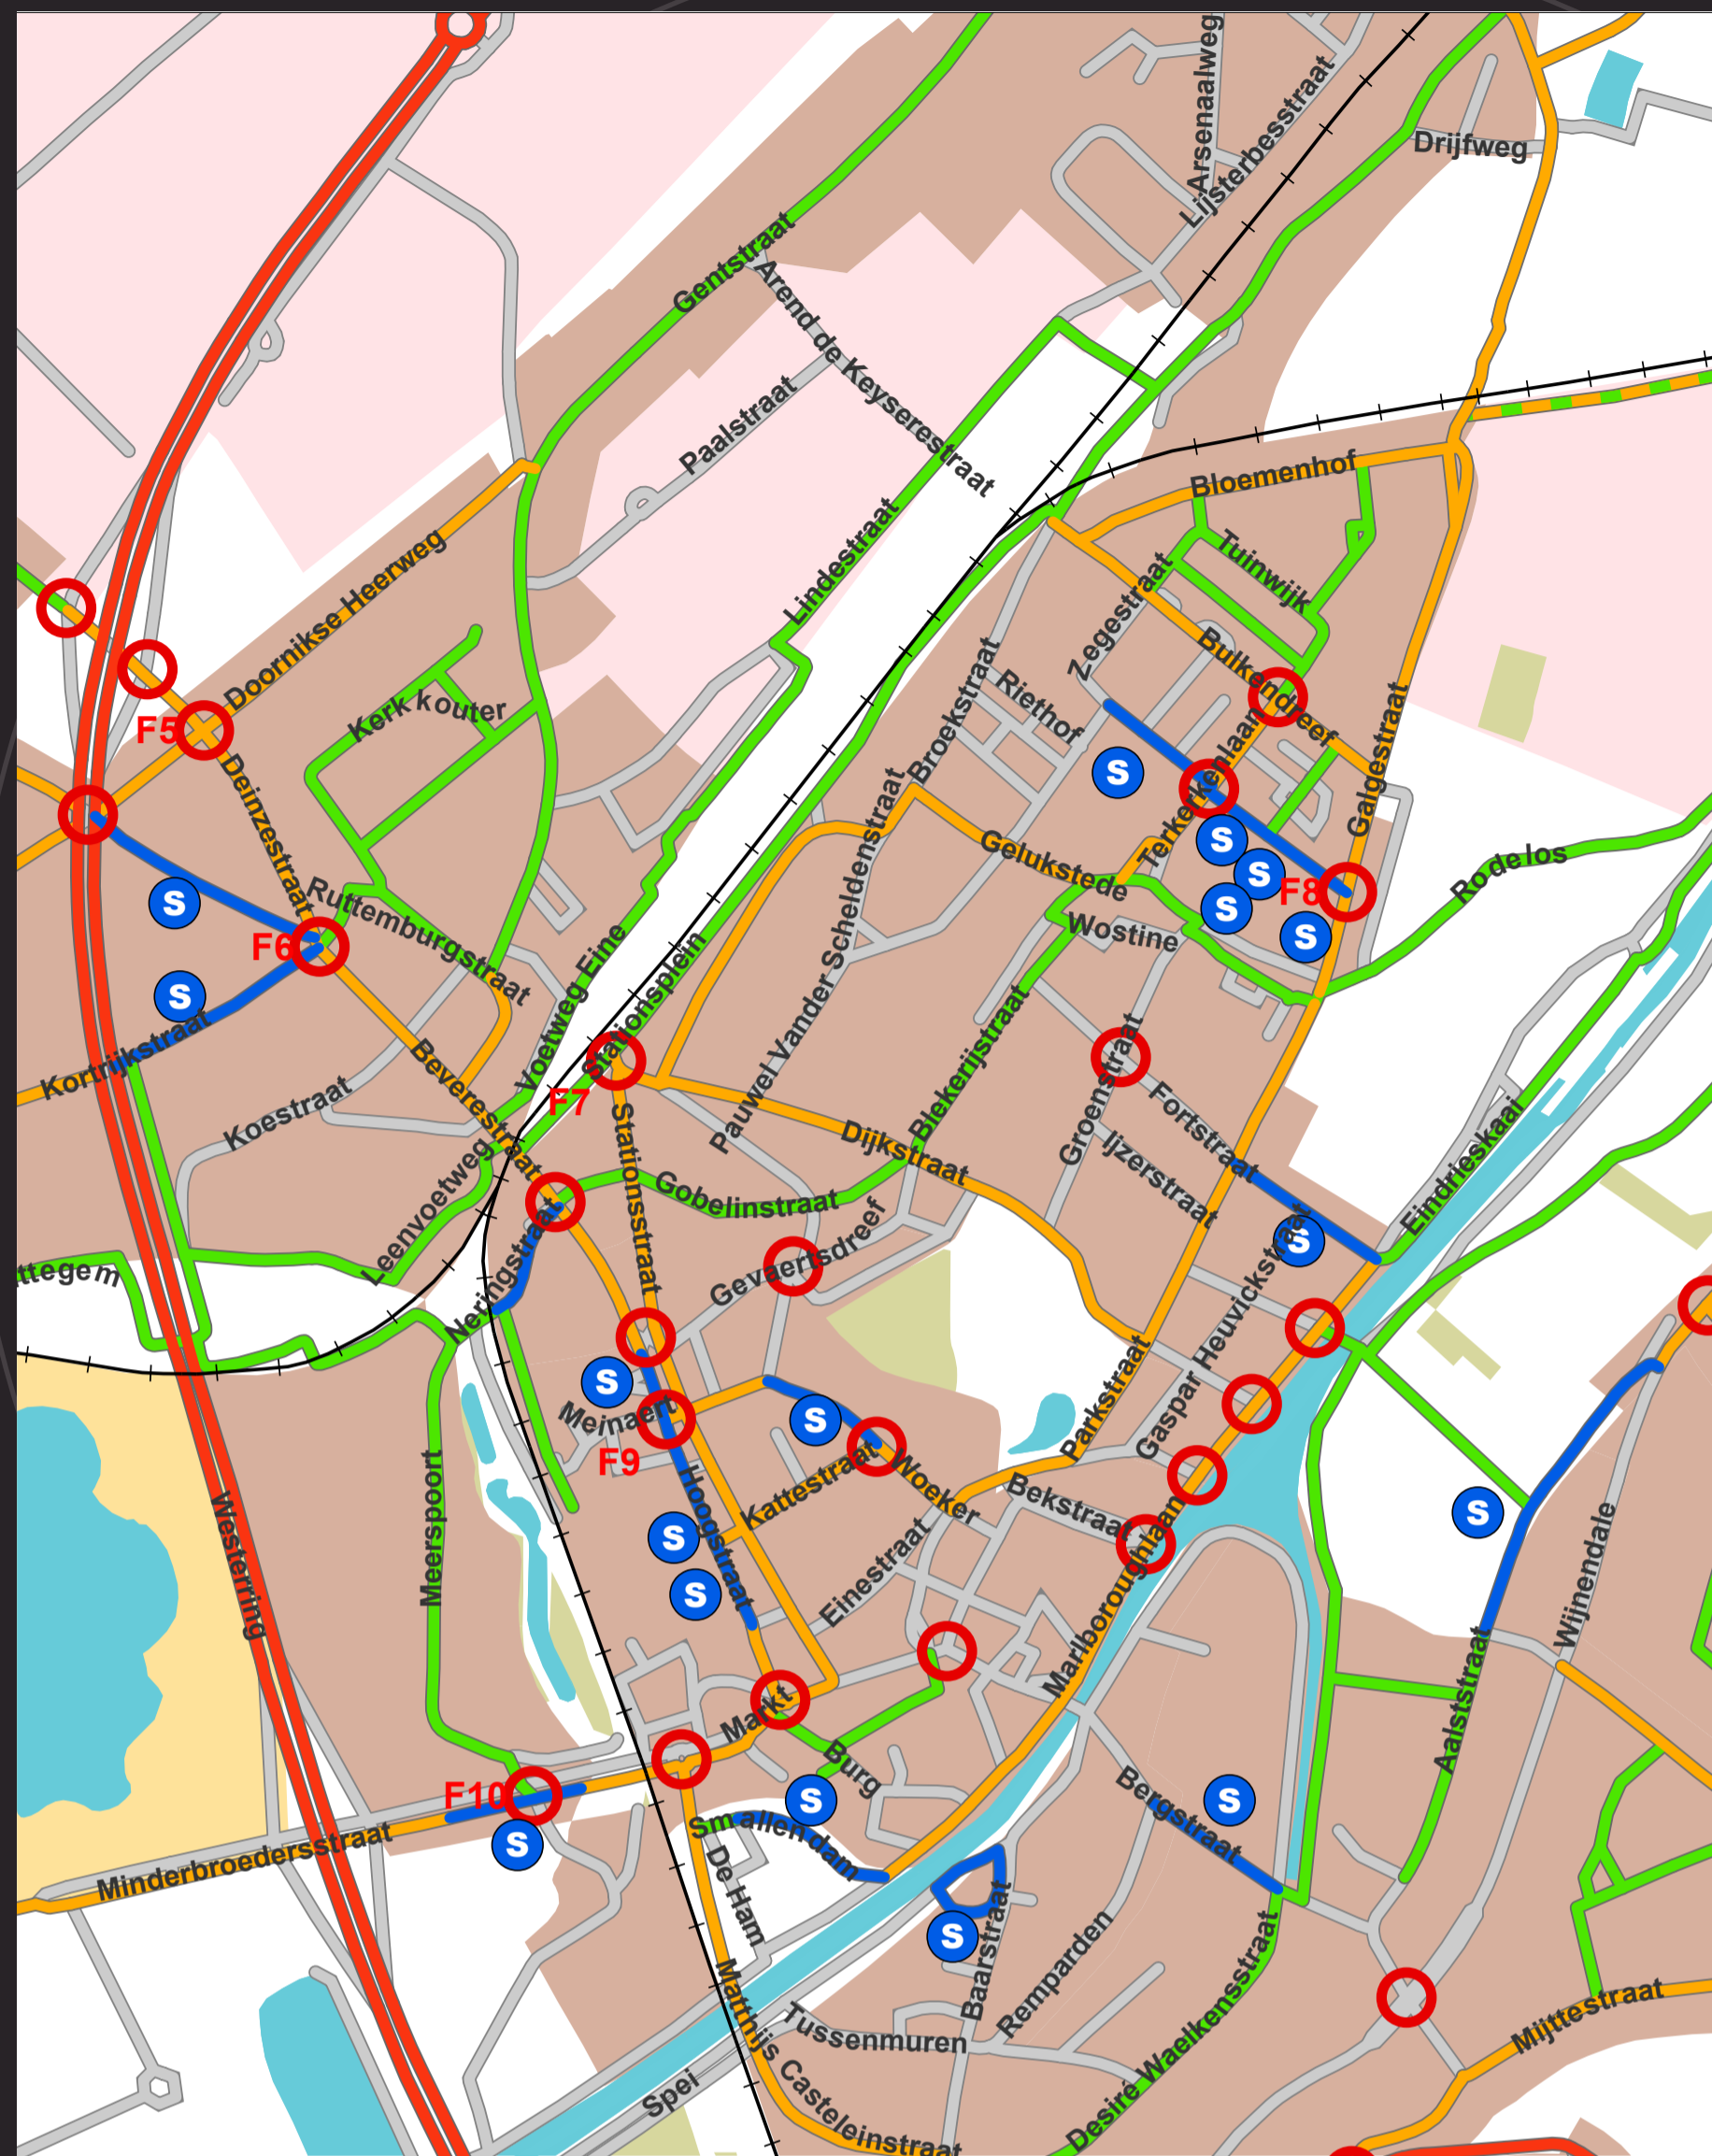 Arsenaalweg
Lijsterbesstraat
Drijfweg
Gentstraat
Arend de Keyserestraat
Paalstraat
Bloemenhof
Lindestraat
Tuinwijk
Doornikse Heerweg
Zegestraat
Bulkendreef
Broekstraat
Riethof
Kerkkouter
F5
Deinzestraat
Galgestraat
S
Terkerkenlaan
Pauwel Vander Scheldenstraat
Gelukstede
S
Rodelos
S
F8
S
S
Ruttemburgstraat
Wostine
S
F6
Voetweg Eine
Stationsplein
S
Kortrijkstraat
Blekerijstraat
Groenstraat
Beverestraat
Koestraat
F7
Stationsstraat
Dijkstraat
Fortstraat
Ijzerstraat
Eindrieskaai
Leenvoetweg
Gobelinstraat
S
Neringstraat
Gevaertsdreef
ttegem
Gaspar Heuvickstraat
Parkstraat
S
Meinaert
S
F9
Kattestraat
Woeker
Bekstraat
Hoogstraat
S
S
Meerspoort
Westerring
S
Einestraat
Marlboroughlaan
Wijnendale
Aalststraat
Markt
Burg
F10
S
Smallendam
S
Bergstraat
S
Minderbroedersstraat
De Ham
S
Baarstraat
Remparden
Desiré Waelkensstraat
Mijttestraat
Matthijs Casteleinstraat
Tussenmuren
Spei